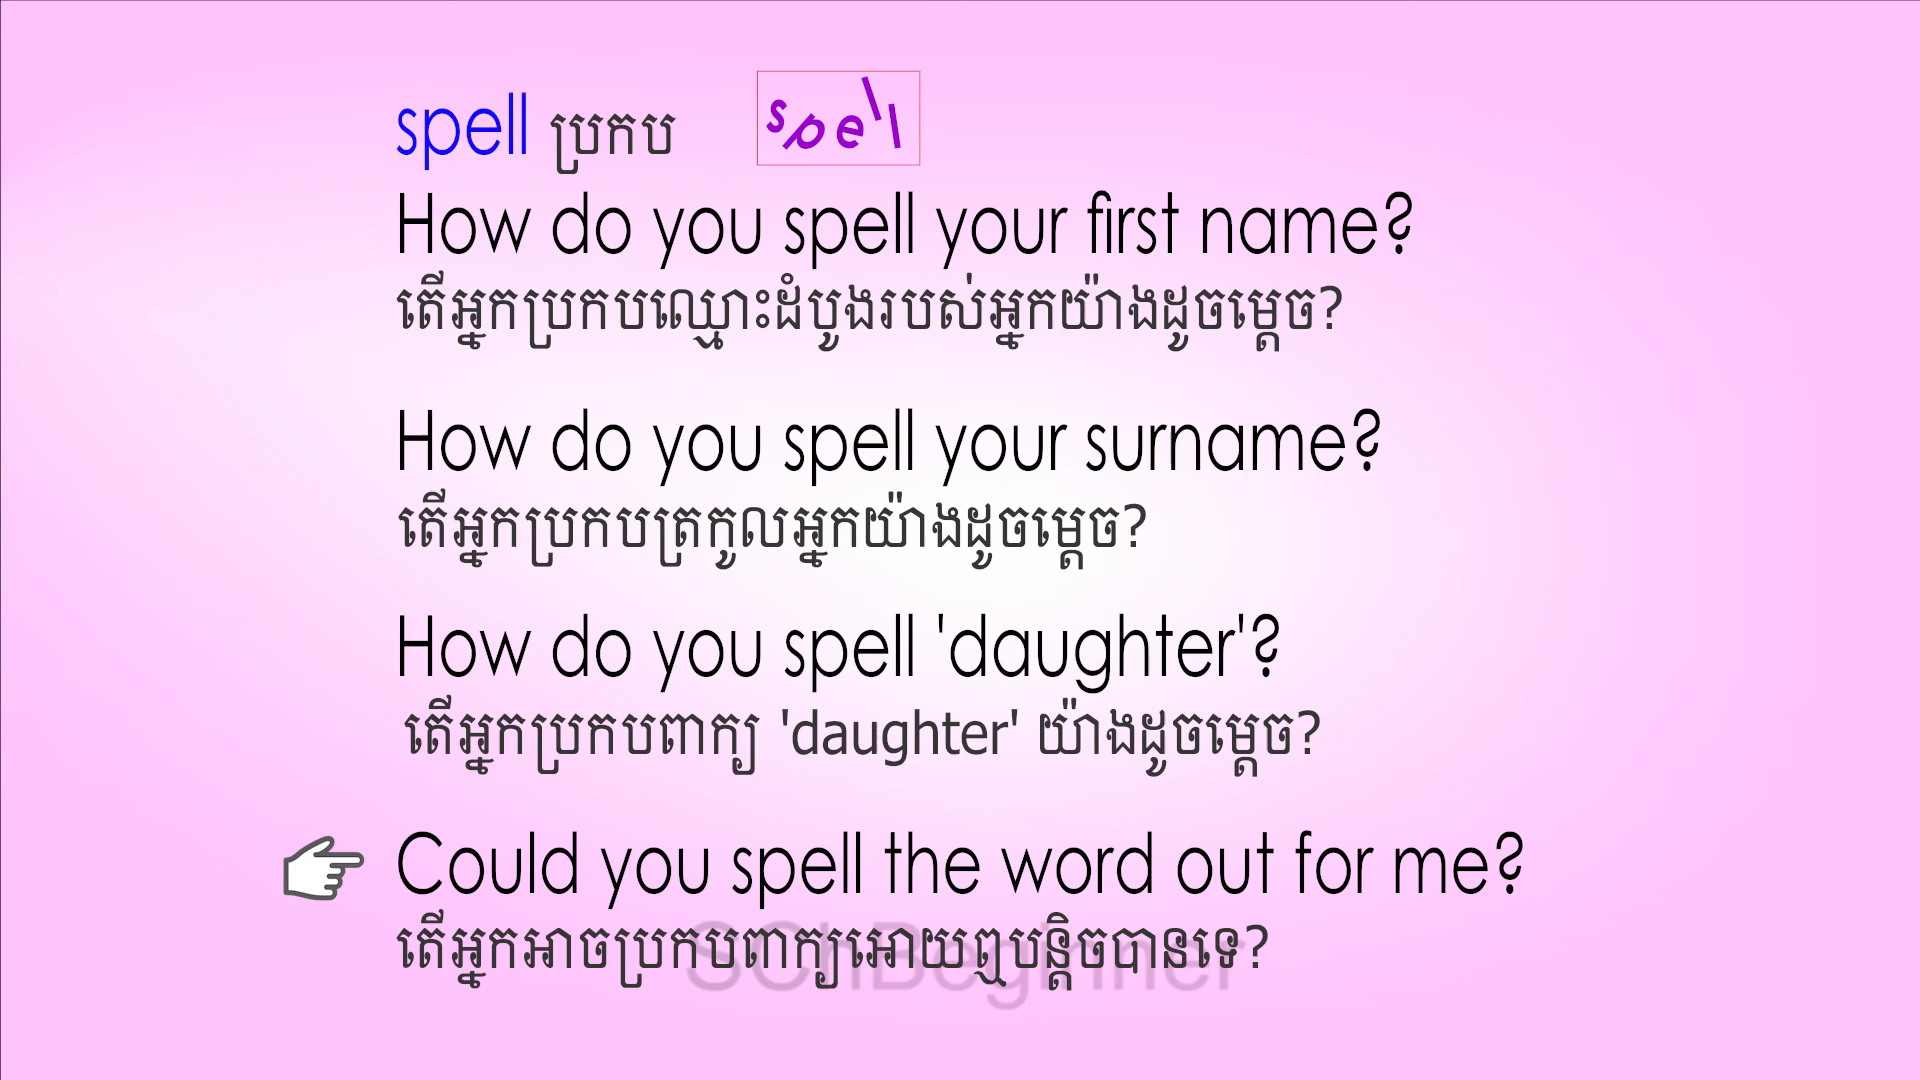 spell ប្រកប spell
How do you spell your first name?
តើអ្នកប្រកបឈ្មោះដំបូងរបស់អ្នកយ៉ាងដូចម្ដេច?
How do you spell your surname?
តើអ្នកប្រកបត្រកូលអ្នកយ៉ាងដូចម្ដេច?
How do you spell 'daughter'?
តើអ្នកប្រកបពាក្យ 'daughter' យ៉ាងដូចម្ដេច?
Could you spell the word out for me?
តើអ្នកអាចប្រកបពាក្យអោយឮបន្តិចបានទេ?
SChBeginner